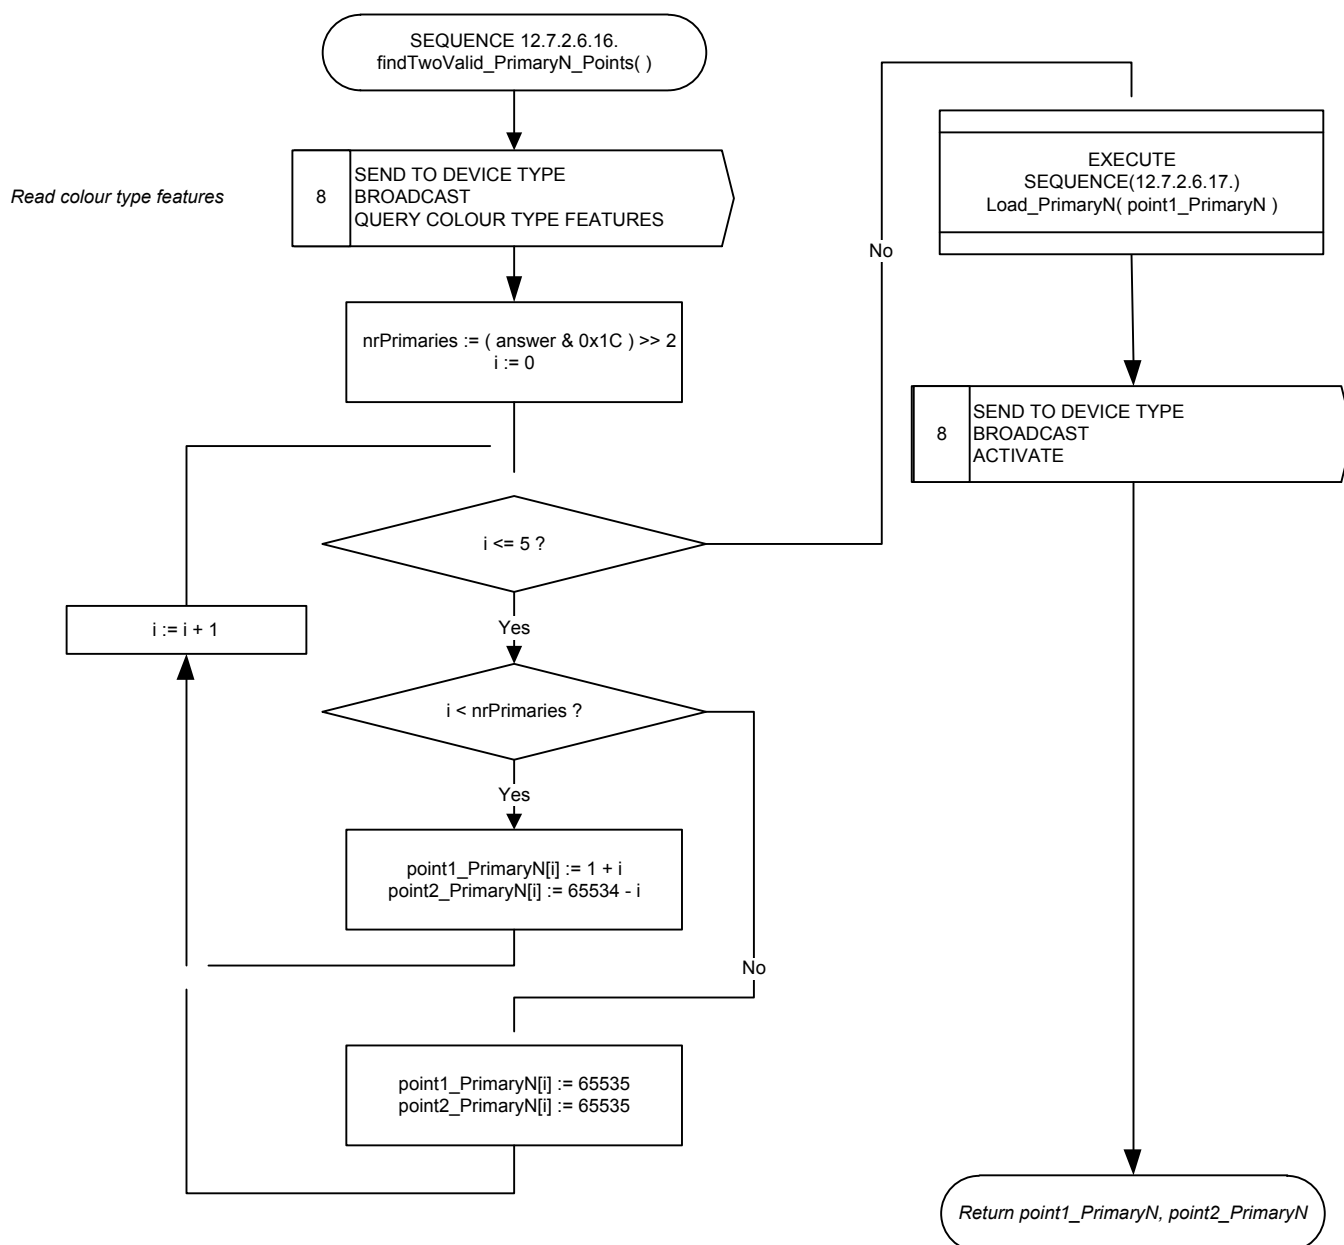 SEQUENCE 12.7.2.6.16.
findTwoValid_PrimaryN_Points( )
Read colour type features
8
SEND TO DEVICE TYPE
BROADCAST
QUERY COLOUR TYPE FEATURES
nrPrimaries := ( answer & 0x1C ) >> 2
i := 0
i <= 5 ?
No
Yes
i := i + 1
i < nrPrimaries ?
Yes
No
point1_PrimaryN[i] := 1 + i
point2_PrimaryN[i] := 65534 - i
point1_PrimaryN[i] := 65535
point2_PrimaryN[i] := 65535
EXECUTE
SEQUENCE(12.7.2.6.17.)
Load_PrimaryN( point1_PrimaryN )
8
SEND TO DEVICE TYPE
BROADCAST
ACTIVATE
Return point1_PrimaryN, point2_PrimaryN